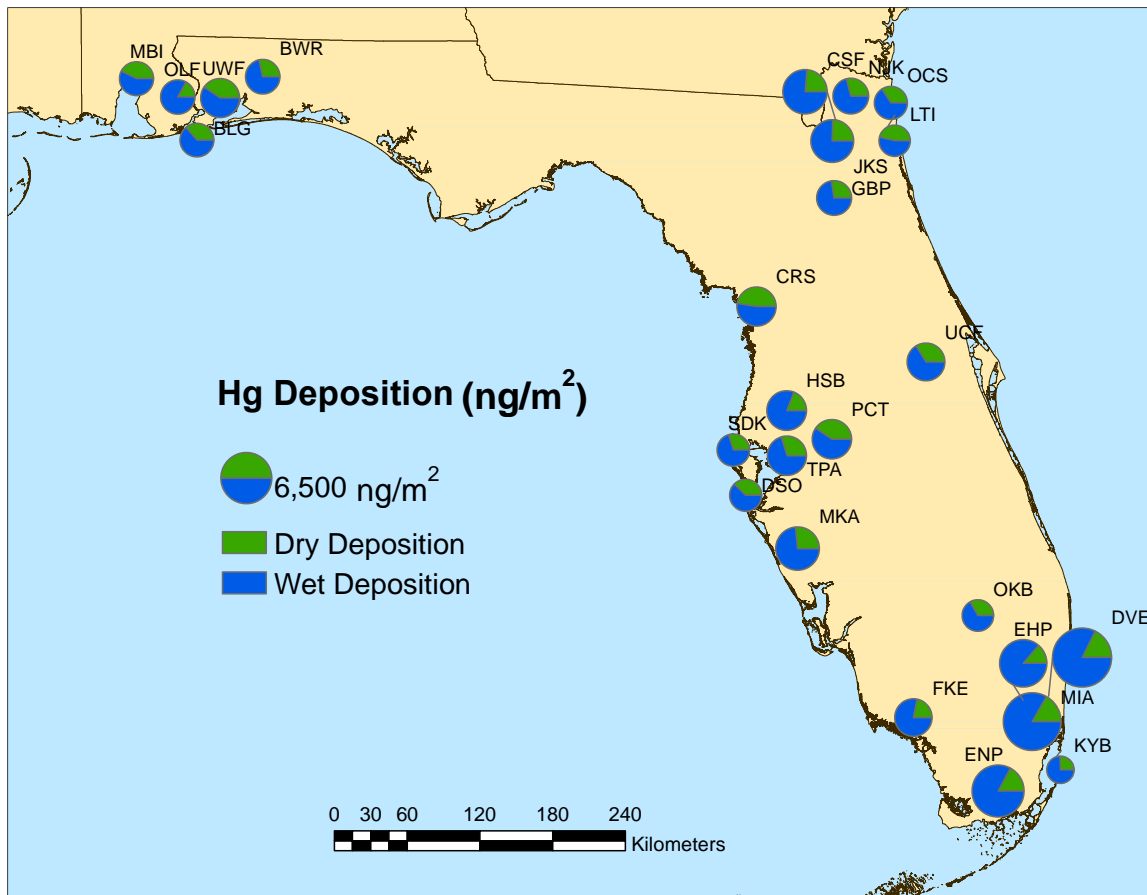 BWR
MBI
OLF
UWF
BLG
CSF
NJK
OCS
LTI
JKS
GBP
CRS
UCF
Hg Deposition (ng/m²)
6,500 ng/m²
Dry Deposition
Wet Deposition
HSB
PCT
SDK
TPA
DSO
MKA
OKB
EHP
DVE
FKE
MIA
ENP
KYB
0 30 60 120 180 240
Kilometers